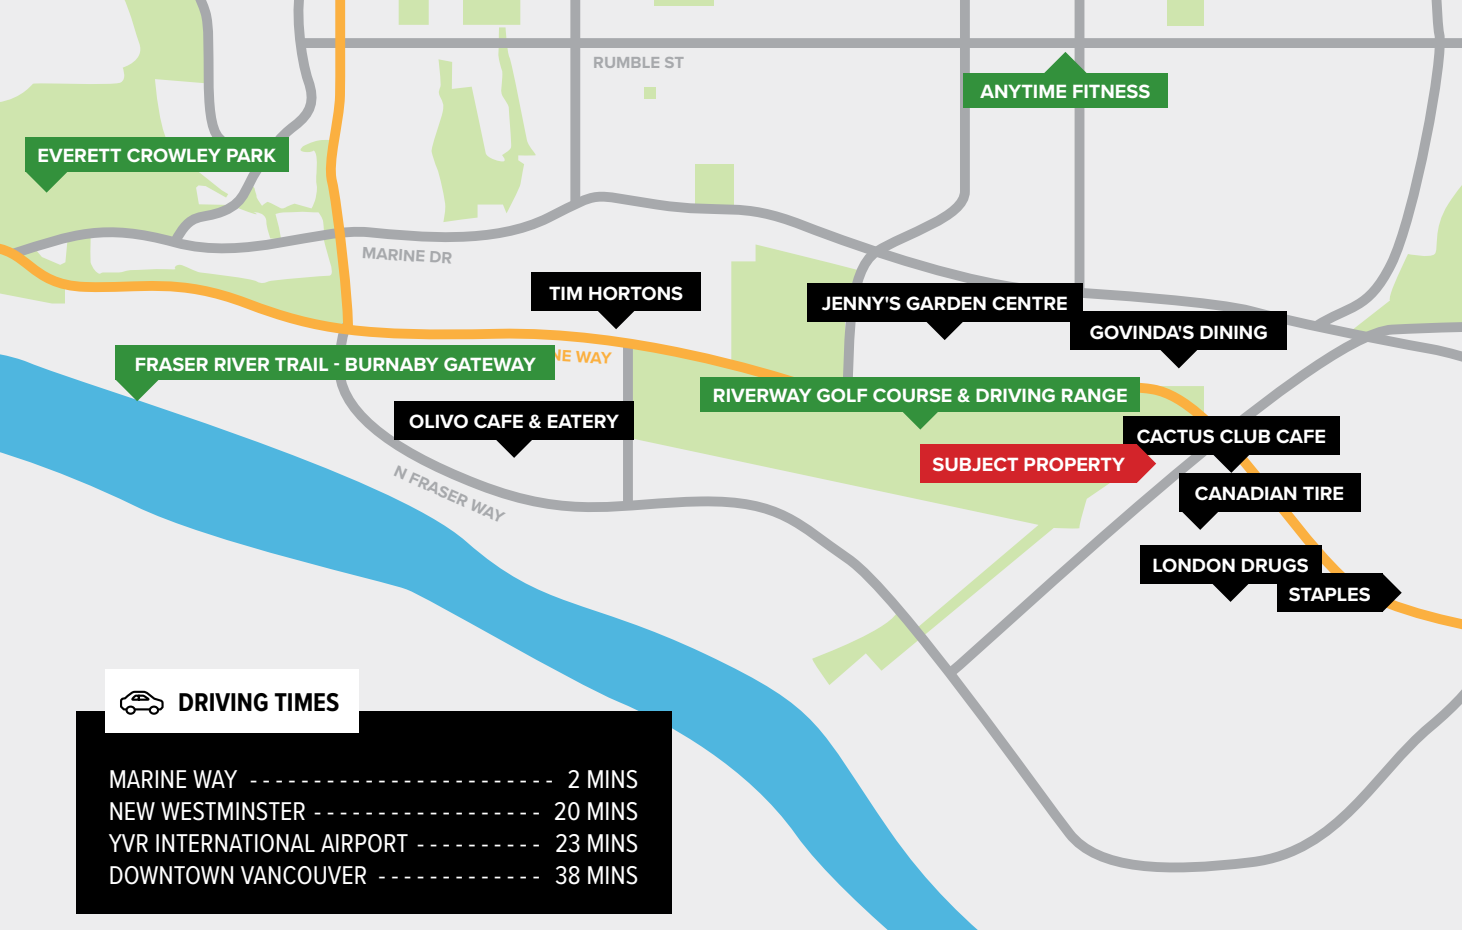 RUMBLE ST
ANYTIME FITNESS
EVERETT CROWLEY PARK
MARINE DR
TIM HORTONS
JENNY'S GARDEN CENTRE
GOVINDA'S DINING
NE WAY
FRASER RIVER TRAIL - BURNABY GATEWAY
RIVERWAY GOLF COURSE & DRIVING RANGE
OLIVO CAFE & EATERY
CACTUS CLUB CAFE
SUBJECT PROPERTY
N FRASER WAY
CANADIAN TIRE
LONDON DRUGS
STAPLES
DRIVING TIMES
MARINE WAY - - - - - - - - - - - - - - - - - - - - - - - - 2 MINS
NEW WESTMINSTER - - - - - - - - - - - - - - - - - - 20 MINS
YVR INTERNATIONAL AIRPORT - - - - - - - - - - 23 MINS
DOWNTOWN VANCOUVER - - - - - - - - - - - - - 38 MINS